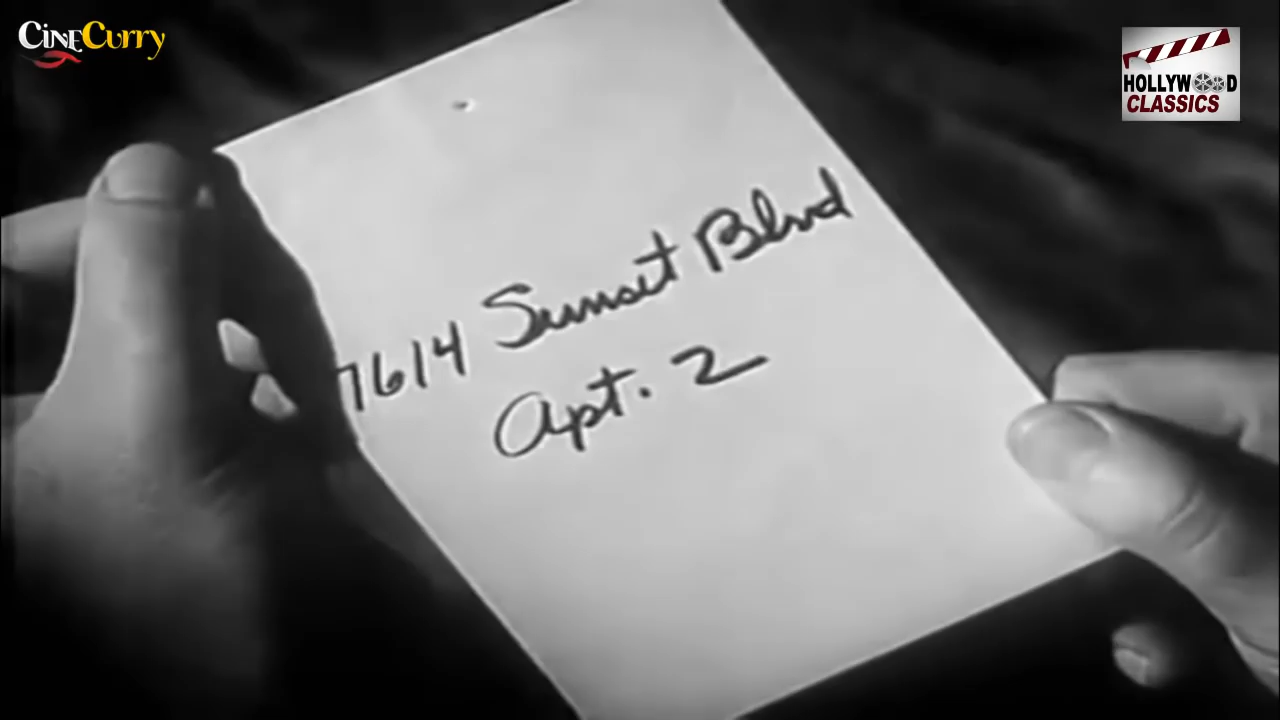 CineCurry
HOLLYWOOD
CLASSICS
7614 Sunset Blvd
Apt. 2